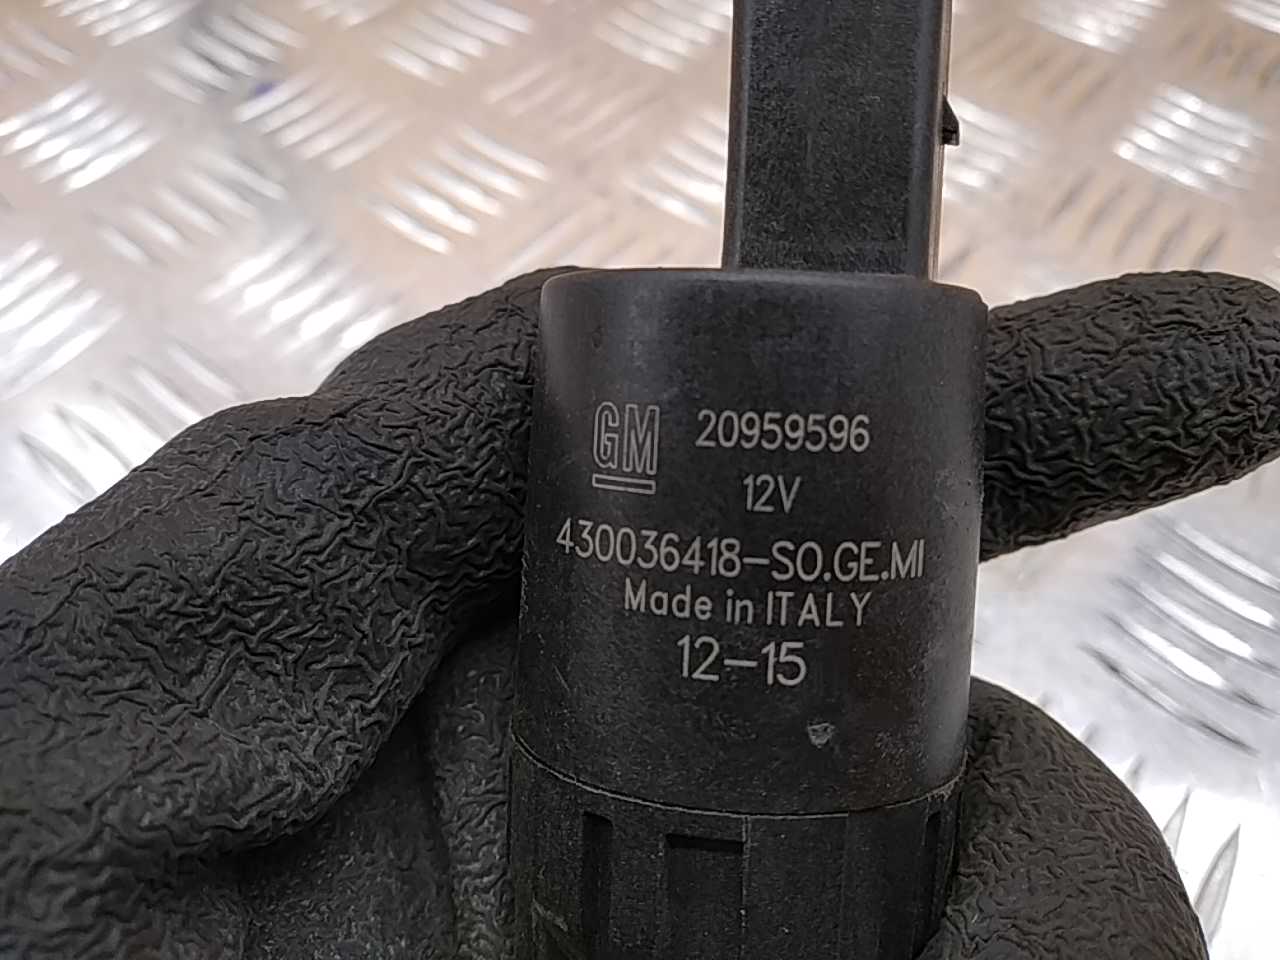 GM 20959596
12V
430036418-SO.GE.MI
Made in ITALY
12-15